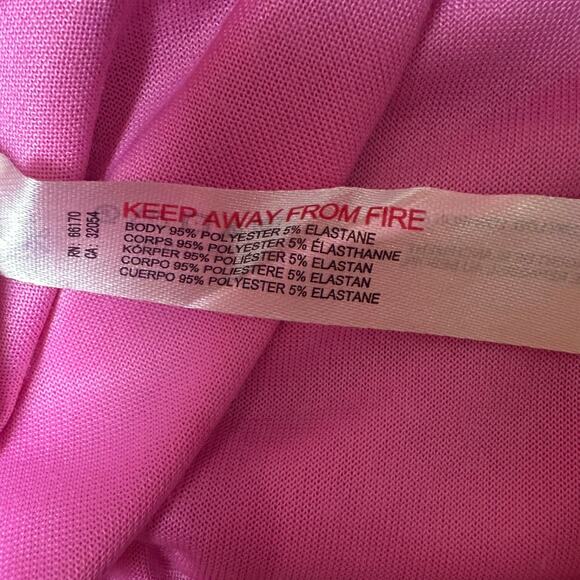 RN: 86170
CA: 32054
KEEP AWAY FROM FIRE
BODY 95% POLYESTER 5% ELASTANE
CORPS 95% POLYESTER 5% ÉLASTHANNE
KÖRPER 95% POLIÉSTER 5% ELASTAN
CORPO 95% POLIESTERE 5% ELASTAN
CUERPO 95% POLYESTER 5% ELASTANE